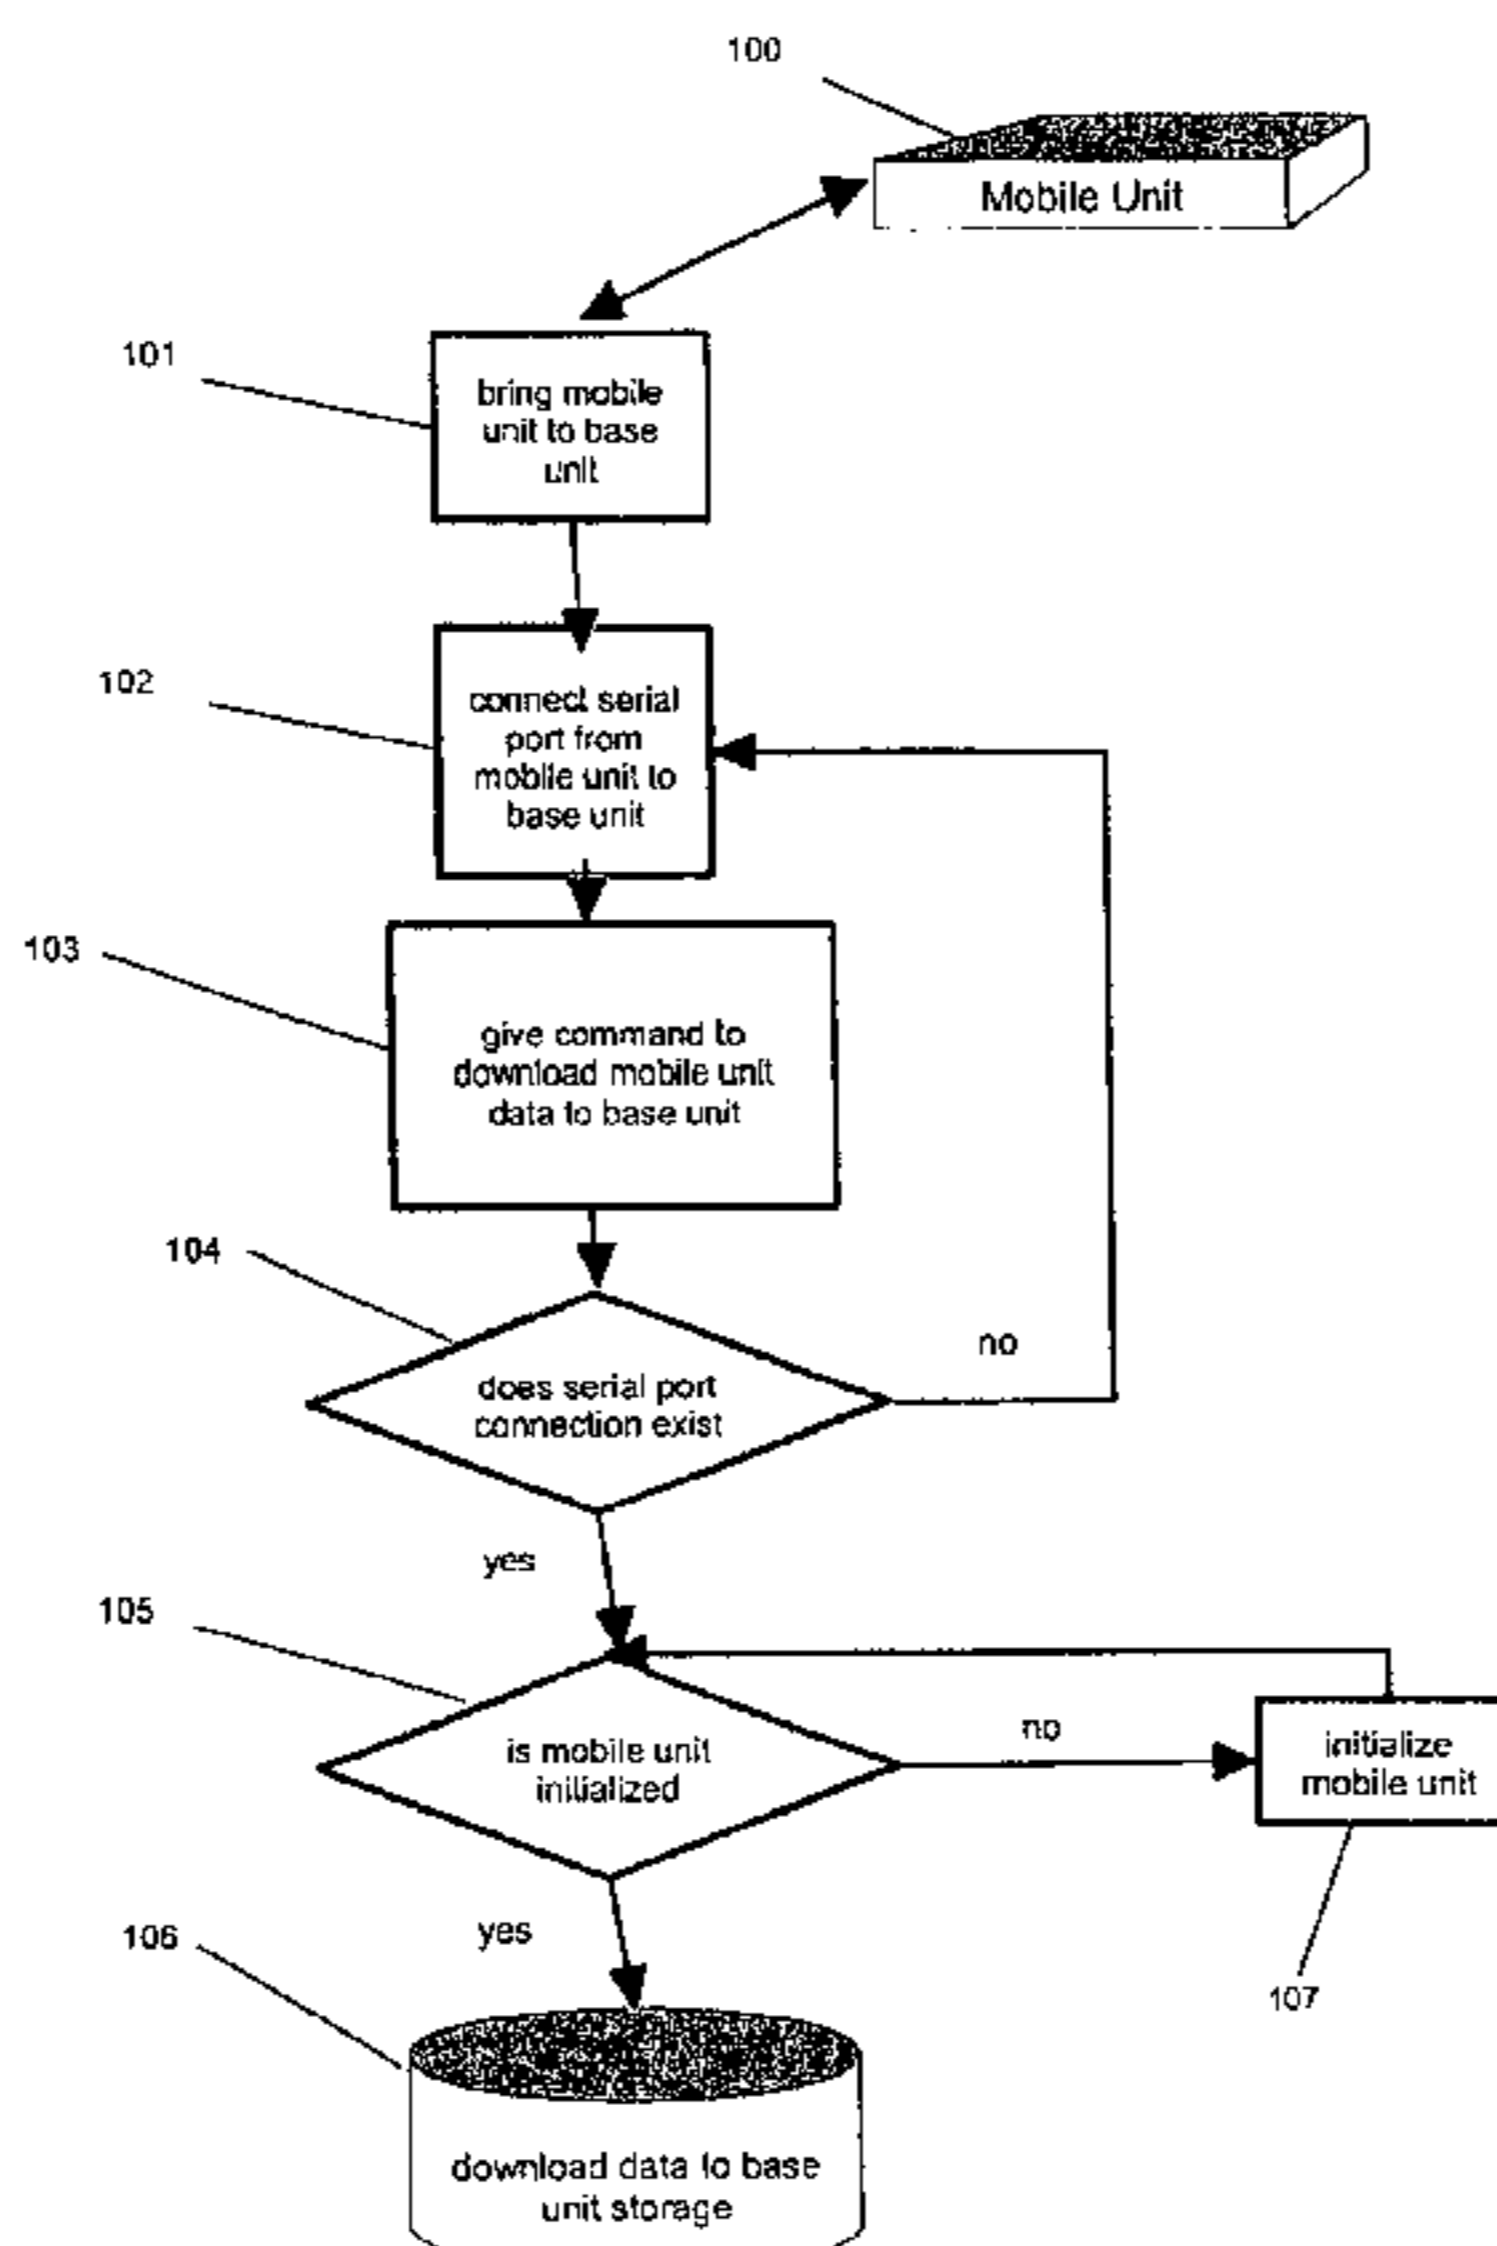 100
Mobile Unit
101
bring mobile
unit to base
unit
102
connect serial
port from
mobile unit to
base unit
103
give command to
download mobile unit
data to base unit
104
does serial port
connection exist
no
yes
105
is mobile unit
initialized
no
initialize
mobile unit
yes
106
107
download data to base
unit storage